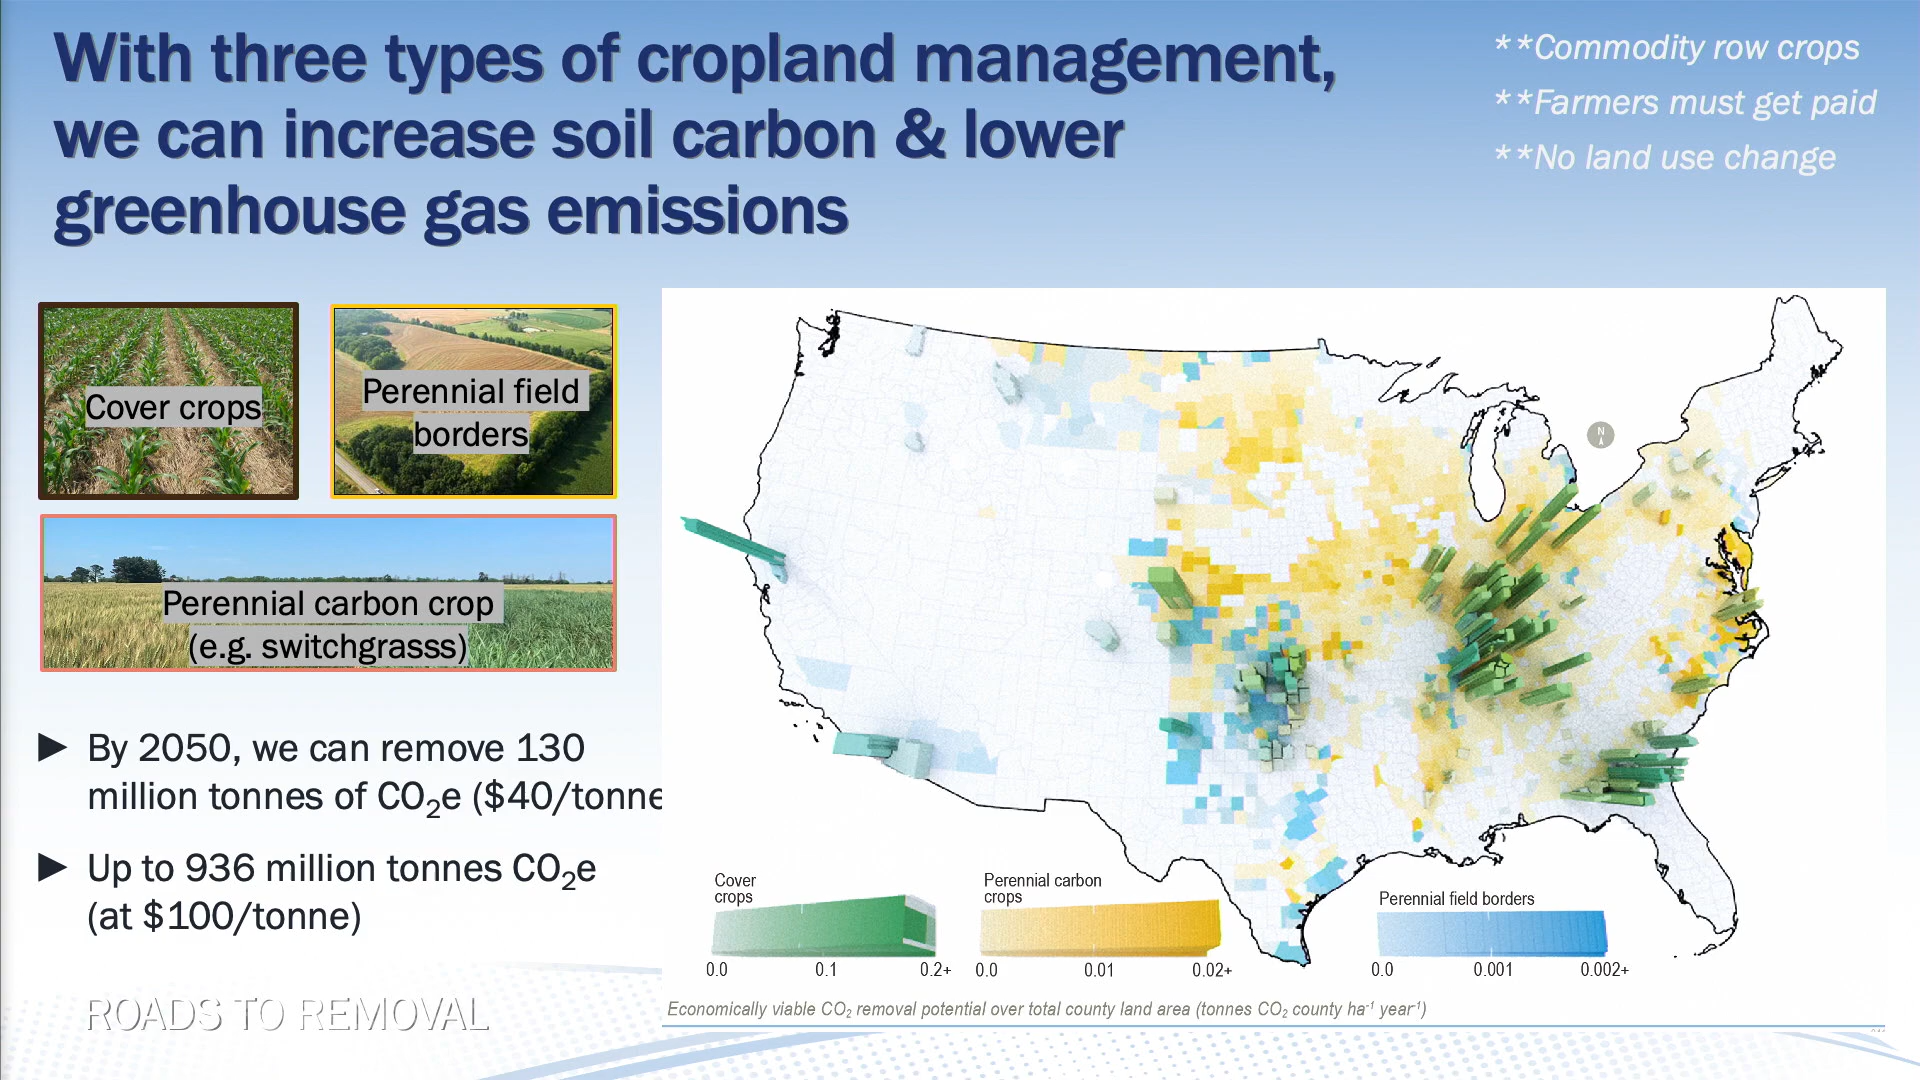 With three types of cropland management,
we can increase soil carbon & lower
greenhouse gas emissions
**Commodity row crops
**Farmers must get paid
**No land use change
Cover crops
Perennial field
borders
Perennial carbon crop
(e.g. switchgrasss)
► By 2050, we can remove 130
million tonnes of CO₂e ($40/tonne
► Up to 936 million tonnes CO₂e
(at $100/tonne)
N
Cover
crops
0.0 0.1 0.2+
Perennial carbon
crops
0.0 0.01 0.02+
Perennial field borders
0.0 0.001 0.002+
Economically viable CO₂ removal potential over total county land area (tonnes CO₂ county ha⁻¹ year⁻¹)
ROADS TO REMOVAL